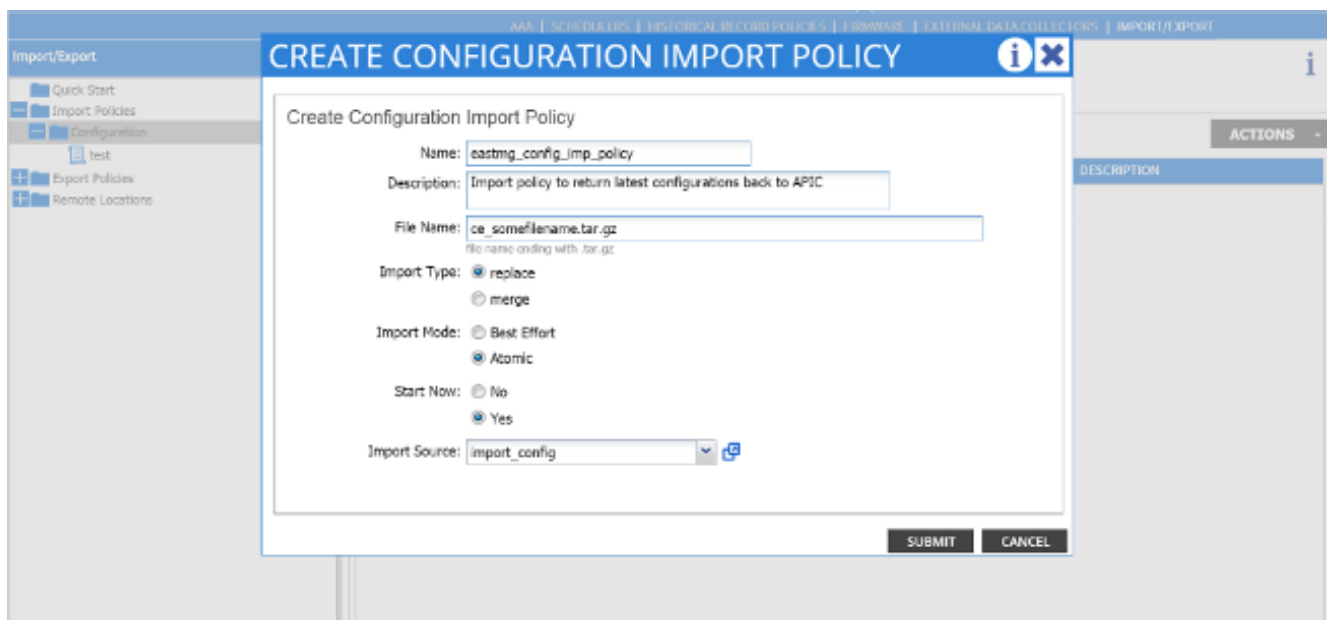 AAA | SCHEDULERS | HISTORICAL RECORD POLICIES | FIRMWARE | EXTERNAL DATA COLLECTORS | IMPORT/EXPORT
Import/Export
CREATE CONFIGURATION IMPORT POLICY
Quick Start
Import Policies
Configuration
test
Export Policies
Remote Locations
ACTIONS
DESCRIPTION
Create Configuration Import Policy
Name: eastmg_config_imp_policy
Description: Import policy to return latest configurations back to APIC
File Name: ce_somefilename.tar.gz
file name ending with .tar.gz
Import Type: replace
merge
Import Mode: Best Effort
Atomic
Start Now: No
Yes
Import Source: import_config
SUBMIT CANCEL